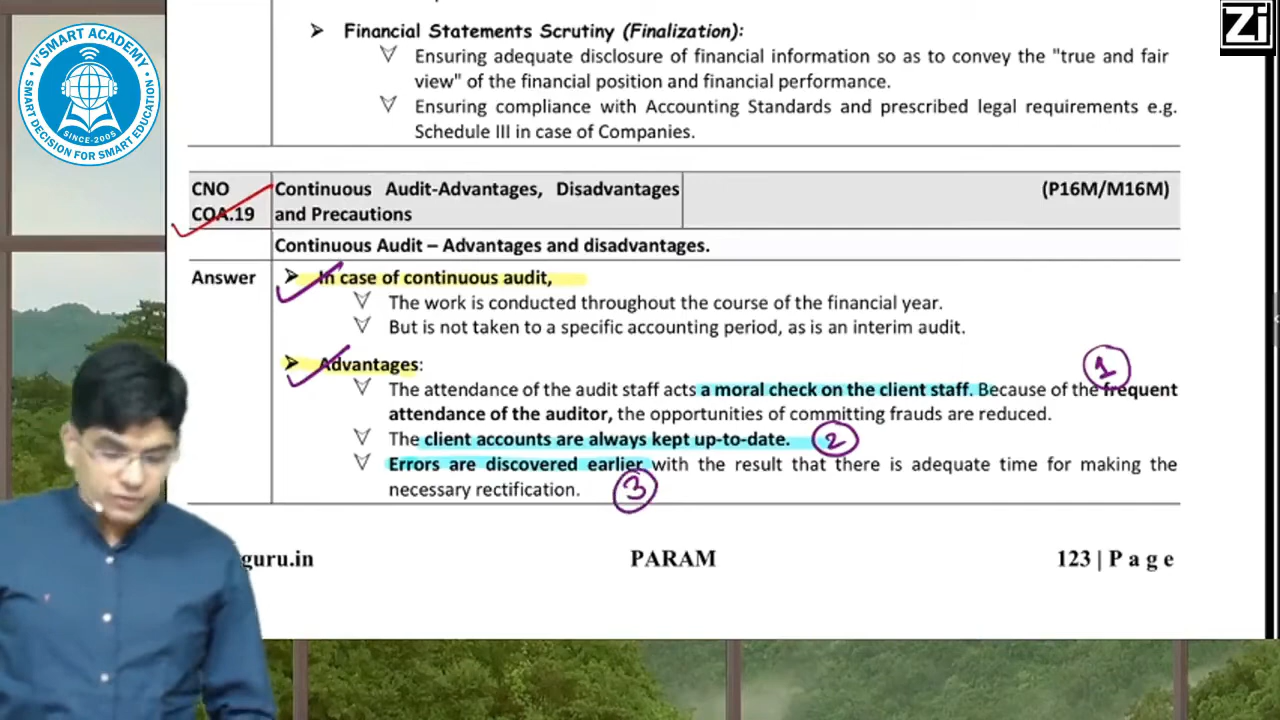 V'SMART ACADEMY
SMART DECISION FOR SMART EDUCATION
SINCE-2005
Zi
➤ Financial Statements Scrutiny (Finalization):
Ensuring adequate disclosure of financial information so as to convey the "true and fair
view" of the financial position and financial performance.
Ensuring compliance with Accounting Standards and prescribed legal requirements e.g.
Schedule III in case of Companies.
CNO Continuous Audit-Advantages, Disadvantages (P16M/M16M)
COA.19 and Precautions
Continuous Audit – Advantages and disadvantages.
Answer ➤ In case of continuous audit,
The work is conducted throughout the course of the financial year.
But is not taken to a specific accounting period, as is an interim audit.
➤ Advantages:
1
The attendance of the audit staff acts a moral check on the client staff. Because of the frequent
attendance of the auditor, the opportunities of committing frauds are reduced.
The client accounts are always kept up-to-date. 2
Errors are discovered earlier with the result that there is adequate time for making the
necessary rectification. 3
guru.in PARAM 123 | P a g e